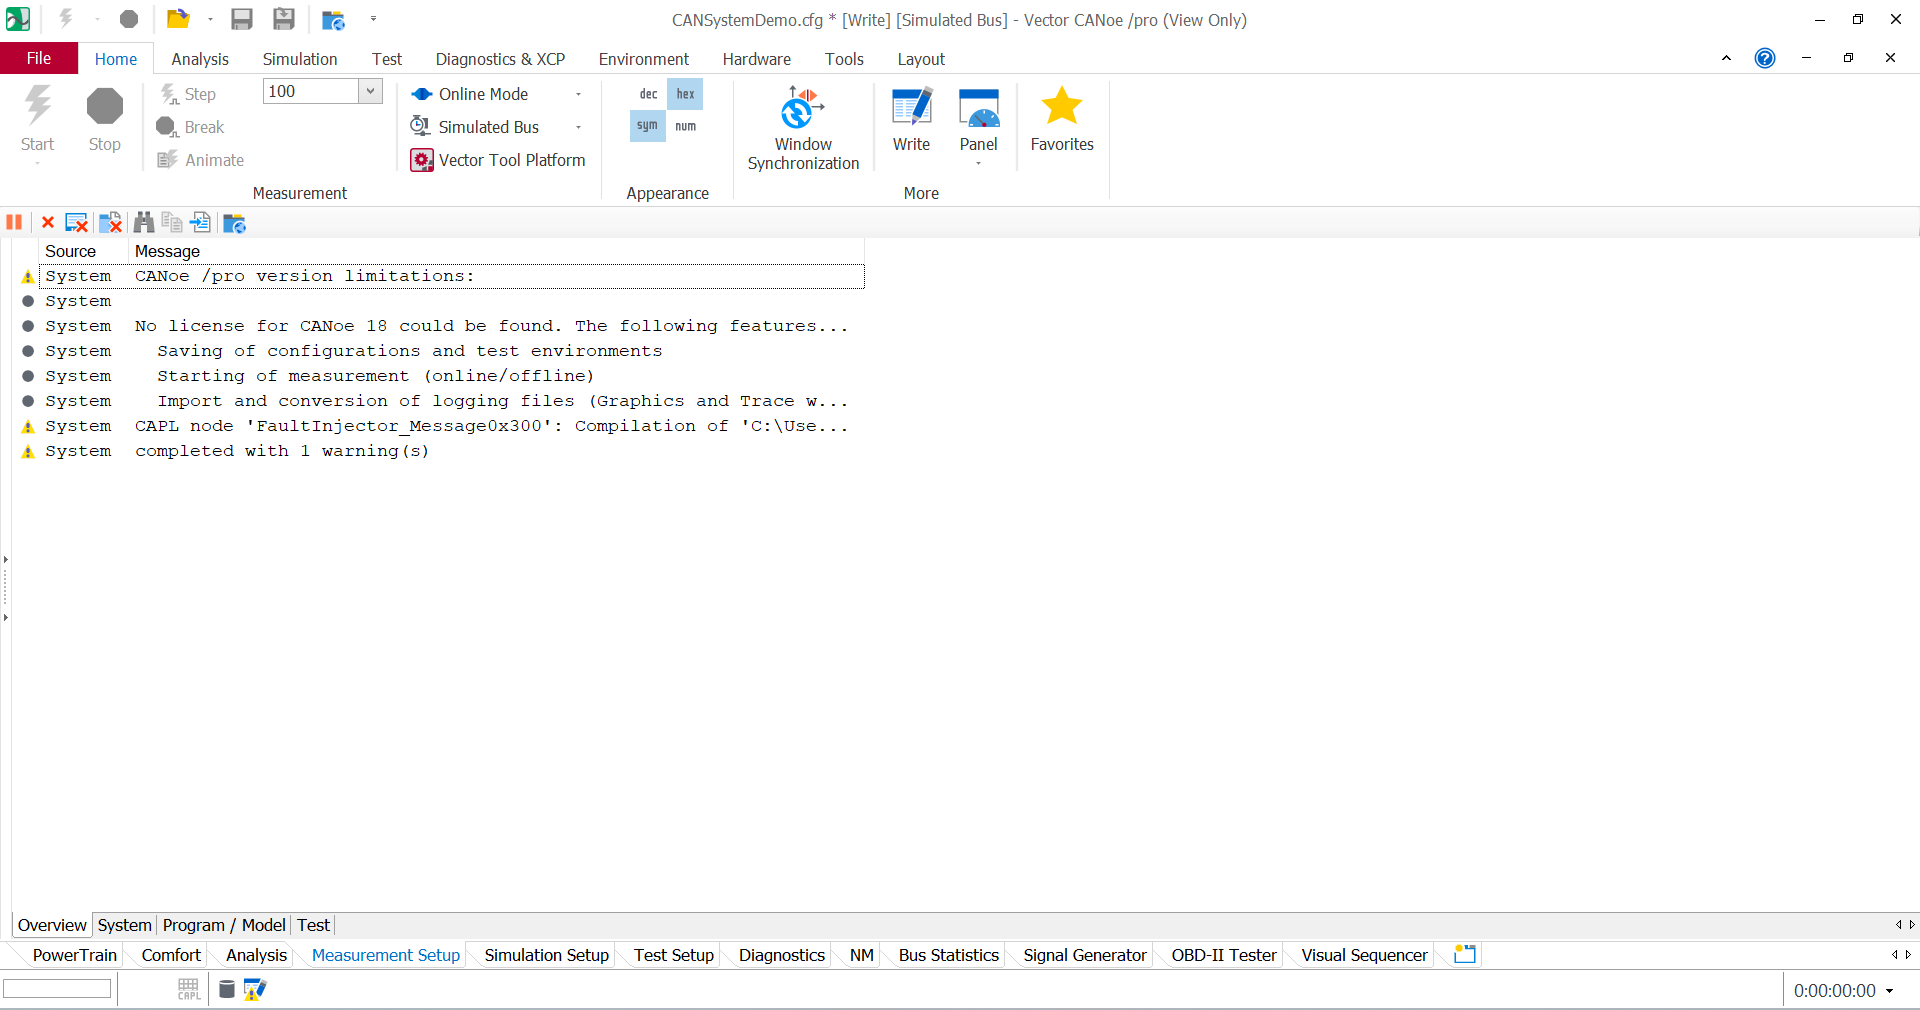 CANSystemDemo.cfg * [Write] [Simulated Bus] - Vector CANoe /pro (View Only)
File Home Analysis Simulation Test Diagnostics & XCP Environment Hardware Tools Layout
Start
Stop
Step
Break
Animate
100
Measurement
Online Mode
Simulated Bus
Vector Tool Platform
dec hex
sym num
Appearance
Window
Synchronization
Write
Panel
More
Favorites
Source Message
System CANoe /pro version limitations:
System
System No license for CANoe 18 could be found. The following features...
System Saving of configurations and test environments
System Starting of measurement (online/offline)
System Import and conversion of logging files (Graphics and Trace w...
System CAPL node 'FaultInjector_Message0x300': Compilation of 'C:\Use...
System completed with 1 warning(s)
Overview System Program / Model Test
PowerTrain Comfort Analysis Measurement Setup Simulation Setup Test Setup Diagnostics NM Bus Statistics Signal Generator OBD-II Tester Visual Sequencer
CAPL
0:00:00:00